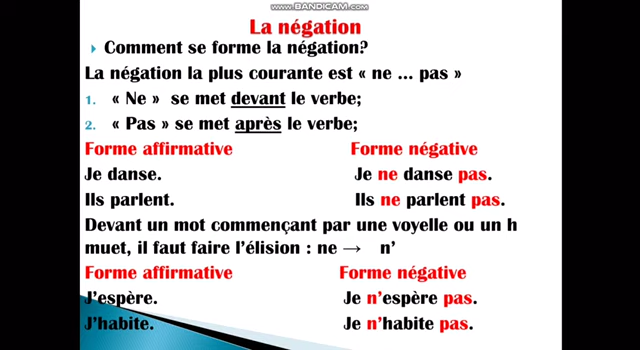 www.BANDICAM.com
La négation
Comment se forme la négation?
La négation la plus courante est « ne ... pas »
1. « Ne » se met devant le verbe;
2. « Pas » se met après le verbe;
Forme affirmative Forme négative
Je danse. Je ne danse pas.
Ils parlent. Ils ne parlent pas.
Devant un mot commençant par une voyelle ou un h
muet, il faut faire l’élision : ne → n’
Forme affirmative Forme négative
J’espère. Je n’espère pas.
J’habite. Je n’habite pas.